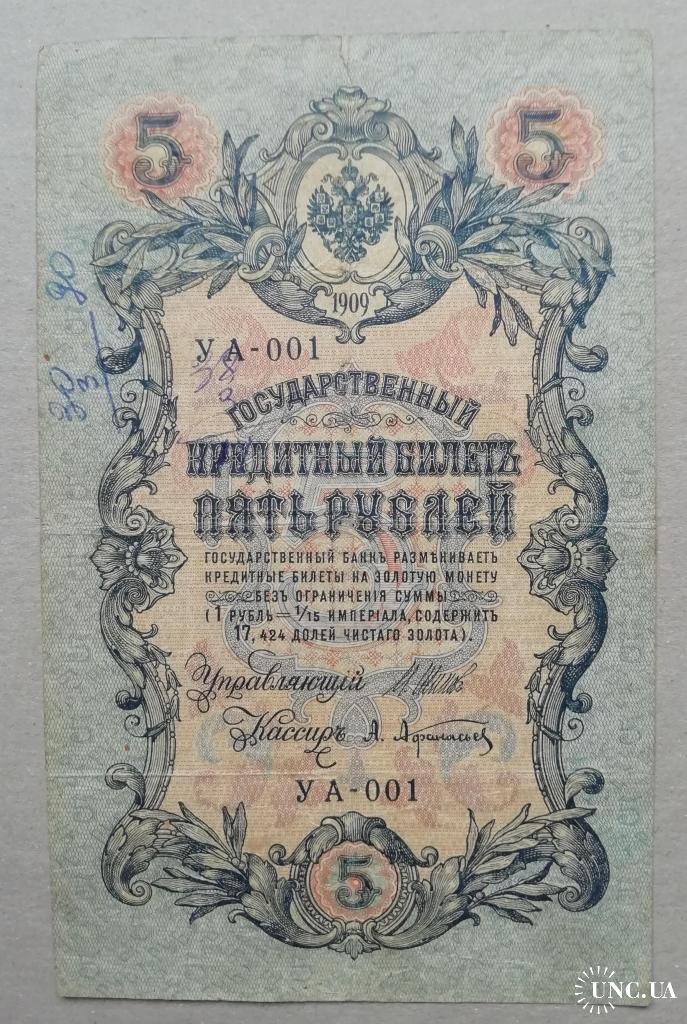 5 5
1909
УА-001
ГОСУДАРСТВЕННЫЙ
КРЕДИТНЫЙ БИЛЕТЪ
ПЯТЬ РУБЛЕЙ
ГОСУДАРСТВЕННЫЙ БАНКЪ РАЗМѢНИВАЕТЪ
КРЕДИТНЫЕ БИЛЕТЫ НА ЗОЛОТУЮ МОНЕТУ
БЕЗЪ ОГРАНИЧЕНІЯ СУММЫ
(1 РУБЛЬ = 1/15 ИМПЕРІАЛА, СОДЕРЖИТЪ
17,424 ДОЛЕЙ ЧИСТАГО ЗОЛОТА).
Управляющій
Кассиръ А. Афанасьев
УА-001
5
UNC.UA